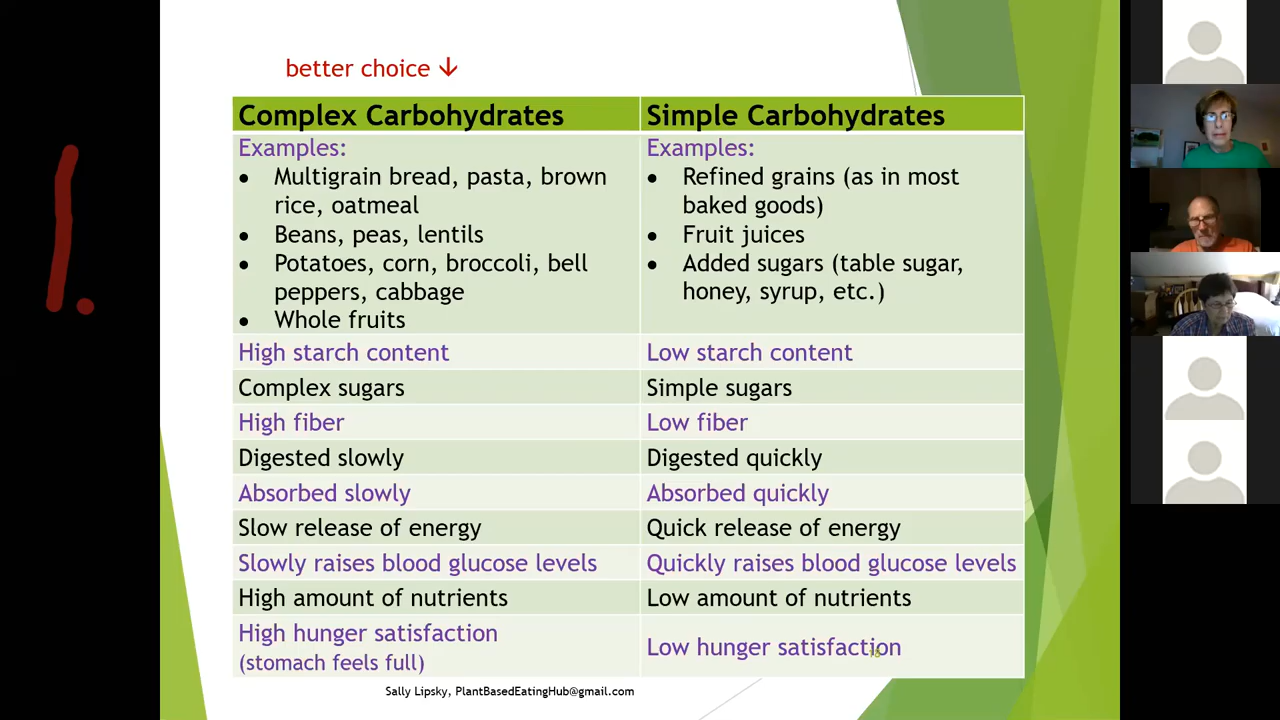 1.
better choice ↓
Complex Carbohydrates
Simple Carbohydrates
Examples:
• Multigrain bread, pasta, brown
rice, oatmeal
• Beans, peas, lentils
• Potatoes, corn, broccoli, bell
peppers, cabbage
• Whole fruits
Examples:
• Refined grains (as in most
baked goods)
• Fruit juices
• Added sugars (table sugar,
honey, syrup, etc.)
High starch content
Low starch content
Complex sugars
Simple sugars
High fiber
Low fiber
Digested slowly
Digested quickly
Absorbed slowly
Absorbed quickly
Slow release of energy
Quick release of energy
Slowly raises blood glucose levels
Quickly raises blood glucose levels
High amount of nutrients
Low amount of nutrients
High hunger satisfaction
(stomach feels full)
Low hunger satisfaction
18
Sally Lipsky, PlantBasedEatingHub@gmail.com